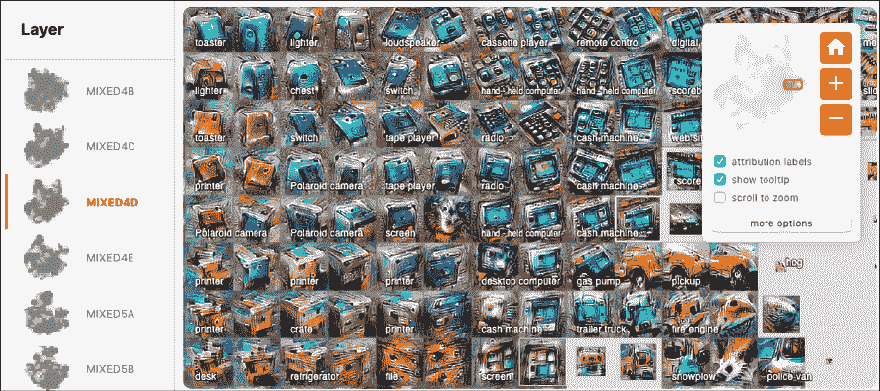 Layer
MIXED4B
MIXED4C
MIXED4D
MIXED4E
MIXED5A
MIXED5B
toaster lighter loudspeaker cassette player remote contro digital
lighter chest switch hand-held computer hand-held computer scoreb
toaster switch tape player radio cash machine web sit
printer Polaroid camera tape player radio cash machine score
Polaroid camera Polaroid camera screen hand-held computer cash machine
printer printer printer desktop computer gas pump pickup hog
printer crate printer cash machine trailer truck fire engine
desk refrigerator file screen snowplow police van
attribution labels
show tooltip
scroll to zoom
more options